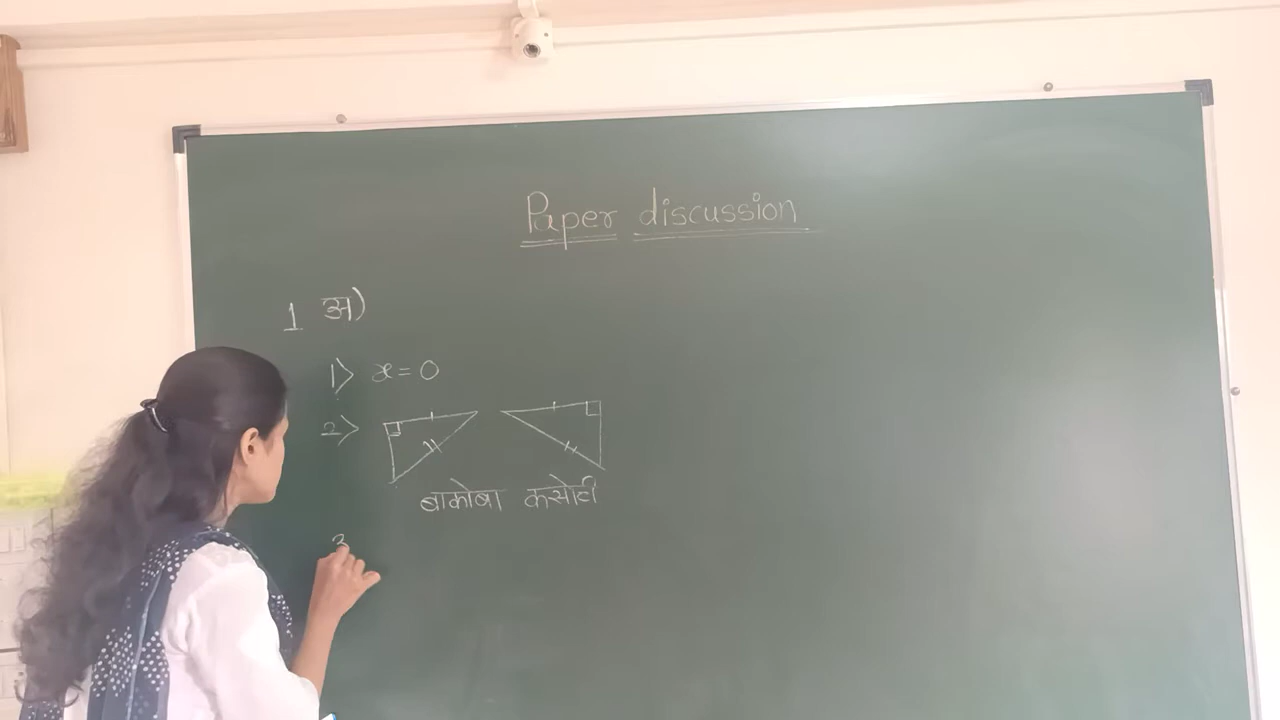 Paper discussion
1 अ)
1) x = 0
2)
बाकोबा कसोटी
3